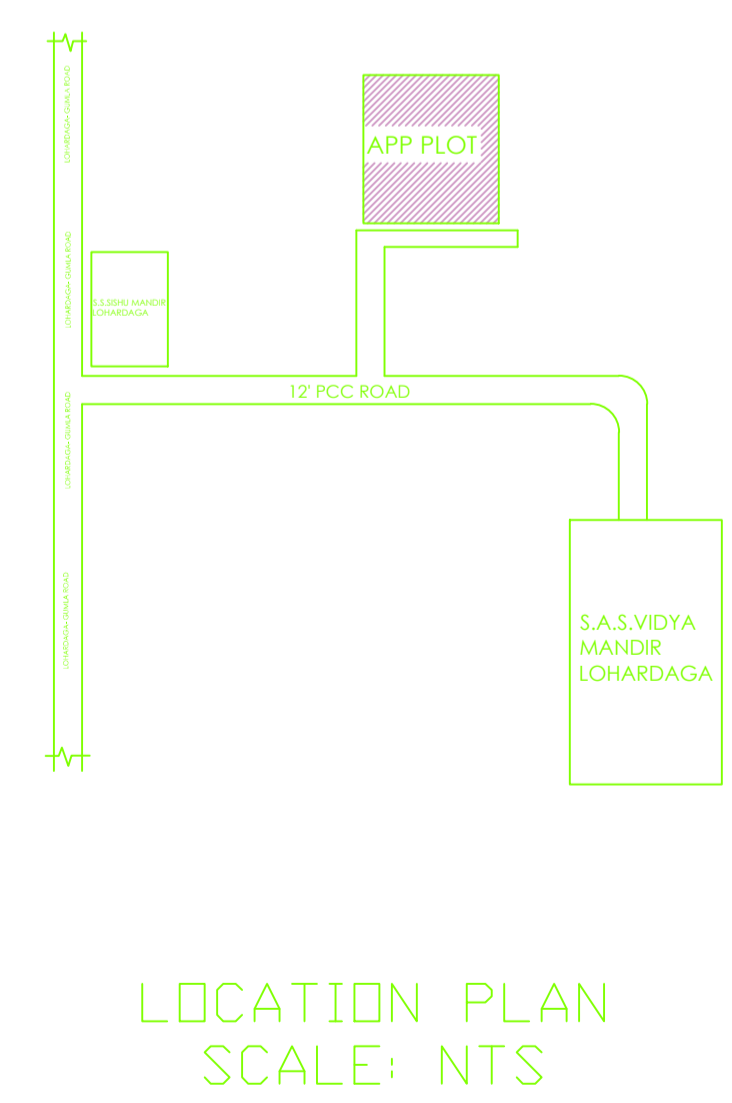 LOHARDAGA- GUMLA ROAD
APP PLOT
LOHARDAGA- GUMLA ROAD
S.S.SISHU MANDIR
LOHARDAGA
12' PCC ROAD
LOHARDAGA- GUMLA ROAD
LOHARDAGA- GUMLA ROAD
S.A.S.VIDYA
MANDIR
LOHARDAGA
LOCATION PLAN
SCALE: NTS